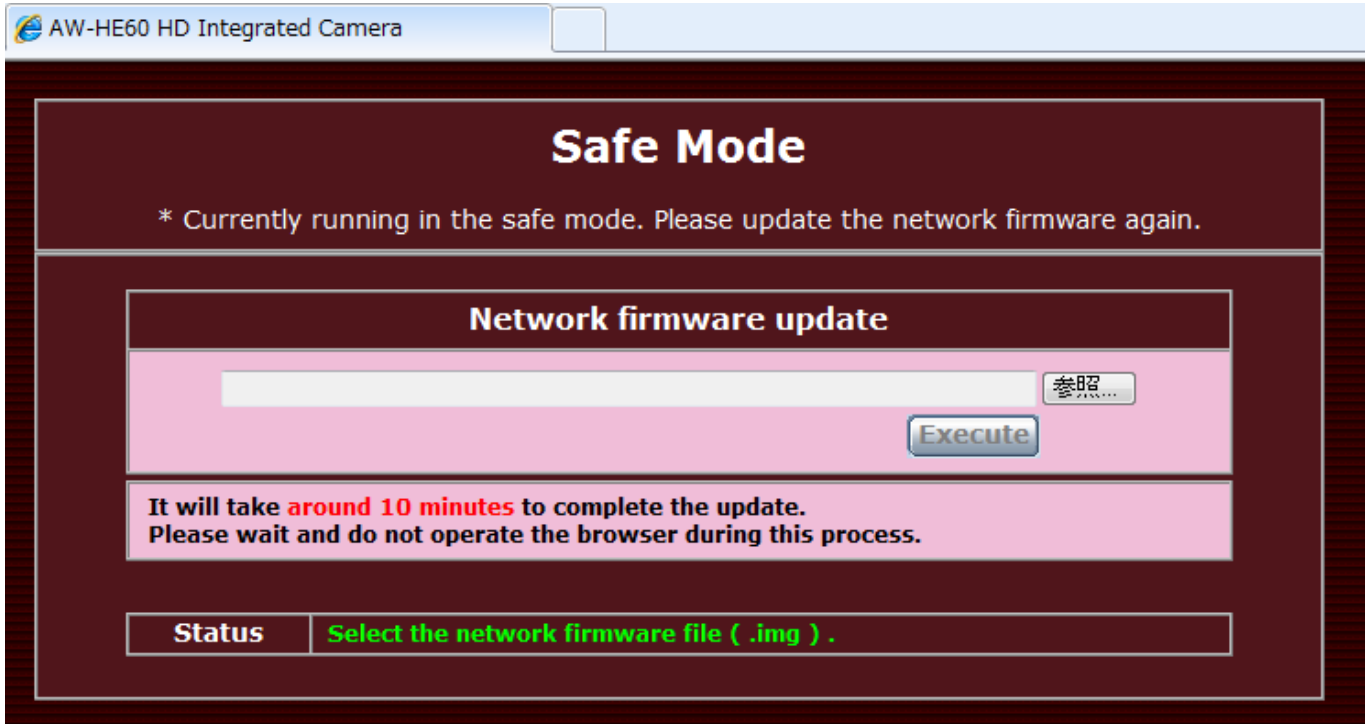 AW-HE60 HD Integrated Camera
Safe Mode
* Currently running in the safe mode. Please update the network firmware again.
Network firmware update
参照...
Execute
It will take around 10 minutes to complete the update.
Please wait and do not operate the browser during this process.
Status Select the network firmware file ( .img ) .